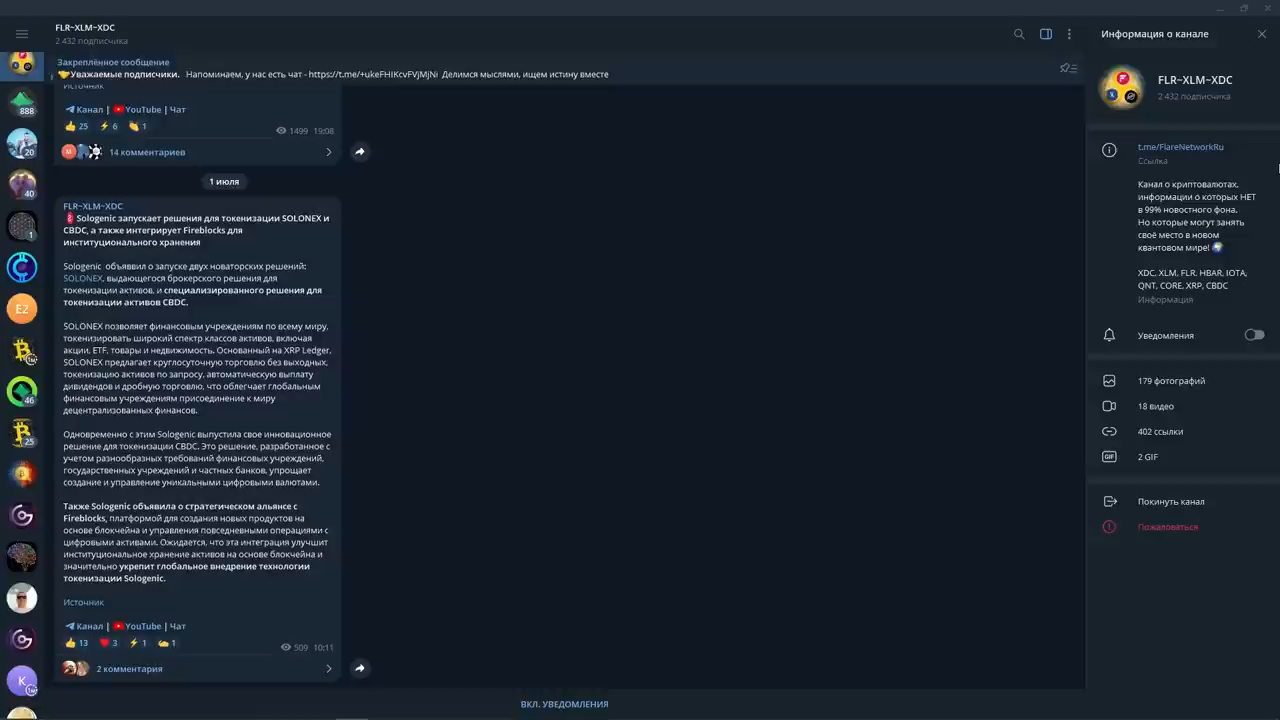 FLR~XLM~XDC
2 432 подписчика
Закреплённое сообщение
Уважаемые подписчики. Напоминаем, у нас есть чат - https://t.me/+ukeFHIKcvFVjMjNi Делимся мыслями, ищем истину вместе
Источник
Канал | YouTube | Чат
25 6 1
1499 19:08
14 комментариев
1 июля
FLR~XLM~XDC
Sologenic запускает решения для токенизации SOLONEX и
CBDC, а также интегрирует Fireblocks для
институционального хранения
Sologenic объявил о запуске двух новаторских решений:
SOLONEX, выдающегося брокерского решения для
токенизации активов, и специализированного решения для
токенизации активов CBDC.
SOLONEX позволяет финансовым учреждениям по всему миру,
токенизировать широкий спектр классов активов, включая
акции, ETF, товары и недвижимость. Основанный на XRP Ledger,
SOLONEX предлагает круглосуточную торговлю без выходных,
токенизацию активов по запросу, автоматическую выплату
дивидендов и дробную торговлю, что облегчает глобальным
финансовым учреждениям присоединение к миру
децентрализованных финансов.
Одновременно с этим Sologenic выпустила свое инновационное
решение для токенизации CBDC. Это решение, разработанное с
учетом разнообразных требований финансовых учреждений,
государственных учреждений и частных банков, упрощает
создание и управление уникальными цифровыми валютами.
Также Sologenic объявила о стратегическом альянсе с
Fireblocks, платформой для создания новых продуктов на
основе блокчейна и управления повседневными операциями с
цифровыми активами. Ожидается, что эта интеграция улучшит
институциональное хранение активов на основе блокчейна и
значительно укрепит глобальное внедрение технологии
токенизации Sologenic.
Источник
Канал | YouTube | Чат
13 3 1 1
509 10:11
2 комментария
ВКЛ. УВЕДОМЛЕНИЯ
888
20
40
1
EZ
46
25
K
Информация о канале
FLR~XLM~XDC
2 432 подписчика
t.me/FlareNetworkRu
Ссылка
Канал о криптовалютах,
информации о которых НЕТ
в 99% новостного фона.
Но которые могут занять
своё место в новом
квантовом мире!
XDC, XLM, FLR, HBAR, IOTA,
QNT, CORE, XRP, CBDC
Информация
Уведомления
179 фотографий
18 видео
402 ссылки
GIF
2 GIF
Покинуть канал
Пожаловаться